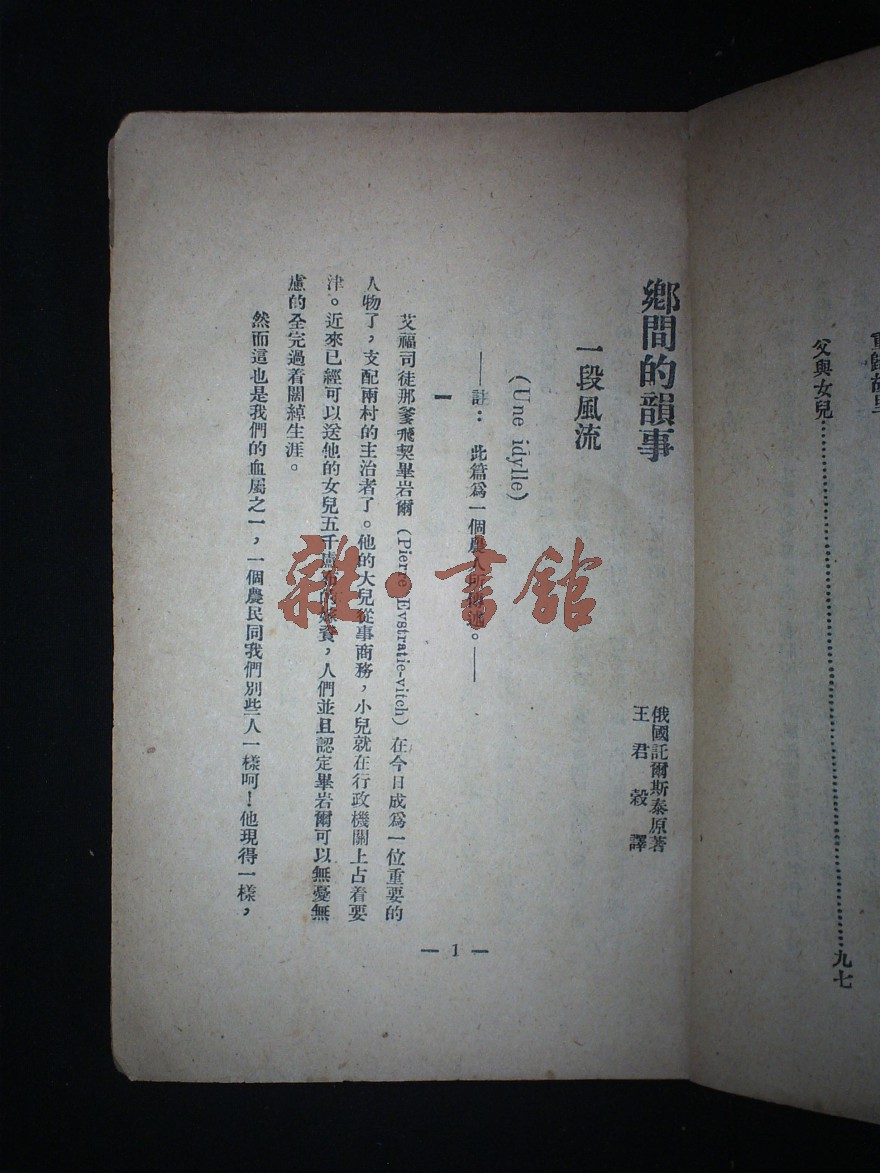 父與女兒……………………………………九七
鄉間的韻事
俄國託爾斯泰原著
王君穀譯
一段風流
(Une idylle)
——註： 此篇爲一個農人所 述。——
一
艾福司徒那爹飛契畢岩爾 (Pierre Evstratie-vitch) 在今日成爲一位重要的
人物了，支配兩村的主治者了。他的大兒從事商務，小兒就在行政機關上占着要
津。近來已經可以送他的女兒五千盧 的 費，人們並且認定畢岩爾可以無憂無
慮的全完過着闊綽生涯。
然而這也是我們的血屬之一，一個農民同我們別些人一樣呵！他現得一樣，
— 1 —
雜·書館